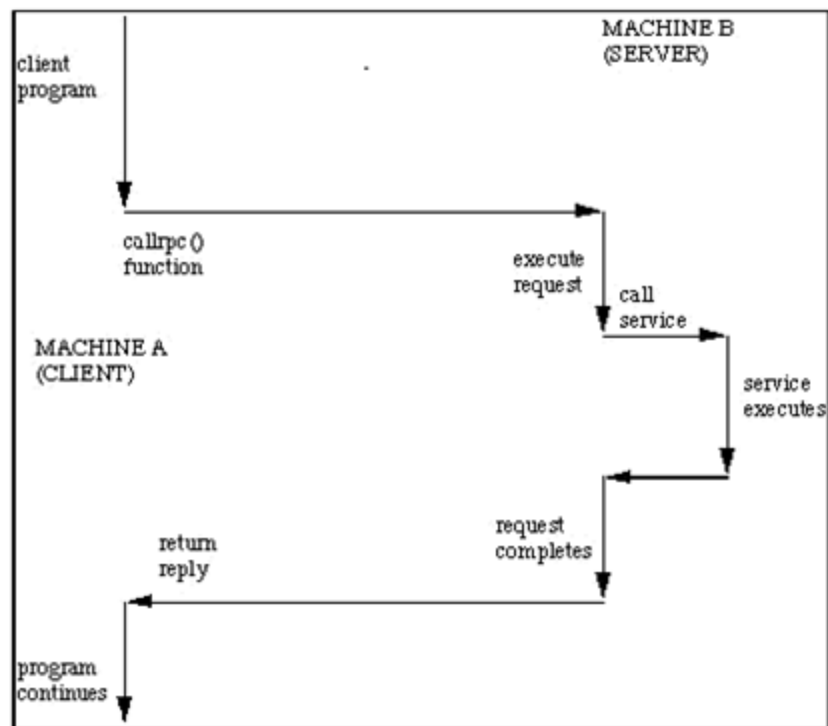 MACHINE B
(SERVER)
client
program
callrpc()
function
execute
request
call
service
MACHINE A
(CLIENT)
service
executes
request
completes
return
reply
program
continues